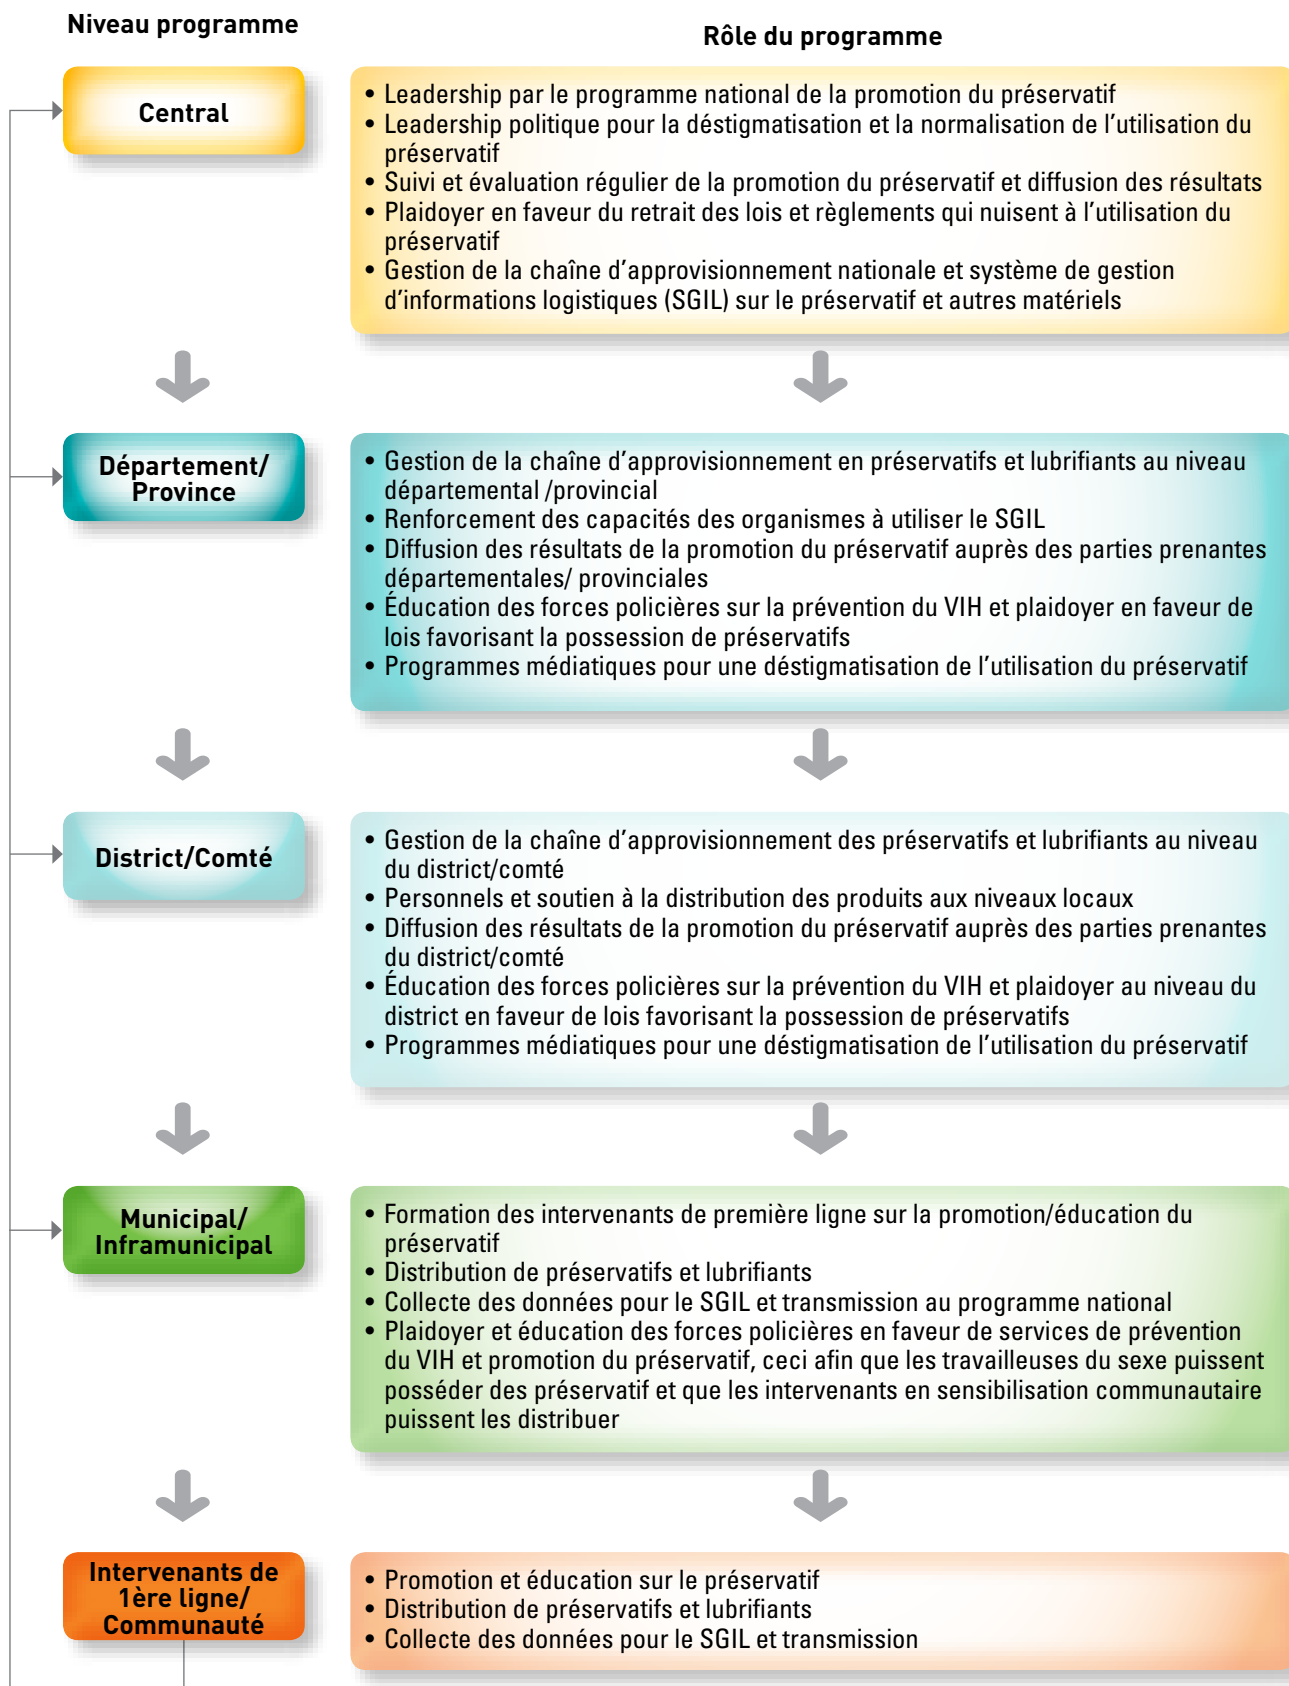 Niveau programme
Rôle du programme
Central
• Leadership par le programme national de la promotion du préservatif
• Leadership politique pour la déstigmatisation et la normalisation de l’utilisation du
préservatif
• Suivi et évaluation régulier de la promotion du préservatif et diffusion des résultats
• Plaidoyer en faveur du retrait des lois et règlements qui nuisent à l’utilisation du
préservatif
• Gestion de la chaîne d’approvisionnement nationale et système de gestion
d’informations logistiques (SGIL) sur le préservatif et autres matériels
Département/
Province
• Gestion de la chaîne d’approvisionnement en préservatifs et lubrifiants au niveau
départemental /provincial
• Renforcement des capacités des organismes à utiliser le SGIL
• Diffusion des résultats de la promotion du préservatif auprès des parties prenantes
départementales/ provinciales
• Éducation des forces policières sur la prévention du VIH et plaidoyer en faveur de
lois favorisant la possession de préservatifs
• Programmes médiatiques pour une déstigmatisation de l’utilisation du préservatif
District/Comté
• Gestion de la chaîne d’approvisionnement des préservatifs et lubrifiants au niveau
du district/comté
• Personnels et soutien à la distribution des produits aux niveaux locaux
• Diffusion des résultats de la promotion du préservatif auprès des parties prenantes
du district/comté
• Éducation des forces policières sur la prévention du VIH et plaidoyer au niveau du
district en faveur de lois favorisant la possession de préservatifs
• Programmes médiatiques pour une déstigmatisation de l’utilisation du préservatif
Municipal/
Inframunicipal
• Formation des intervenants de première ligne sur la promotion/éducation du
préservatif
• Distribution de préservatifs et lubrifiants
• Collecte des données pour le SGIL et transmission au programme national
• Plaidoyer et éducation des forces policières en faveur de services de prévention
du VIH et promotion du préservatif, ceci afin que les travailleuses du sexe puissent
posséder des préservatif et que les intervenants en sensibilisation communautaire
puissent les distribuer
Intervenants de
1ère ligne/
Communauté
• Promotion et éducation sur le préservatif
• Distribution de préservatifs et lubrifiants
• Collecte des données pour le SGIL et transmission